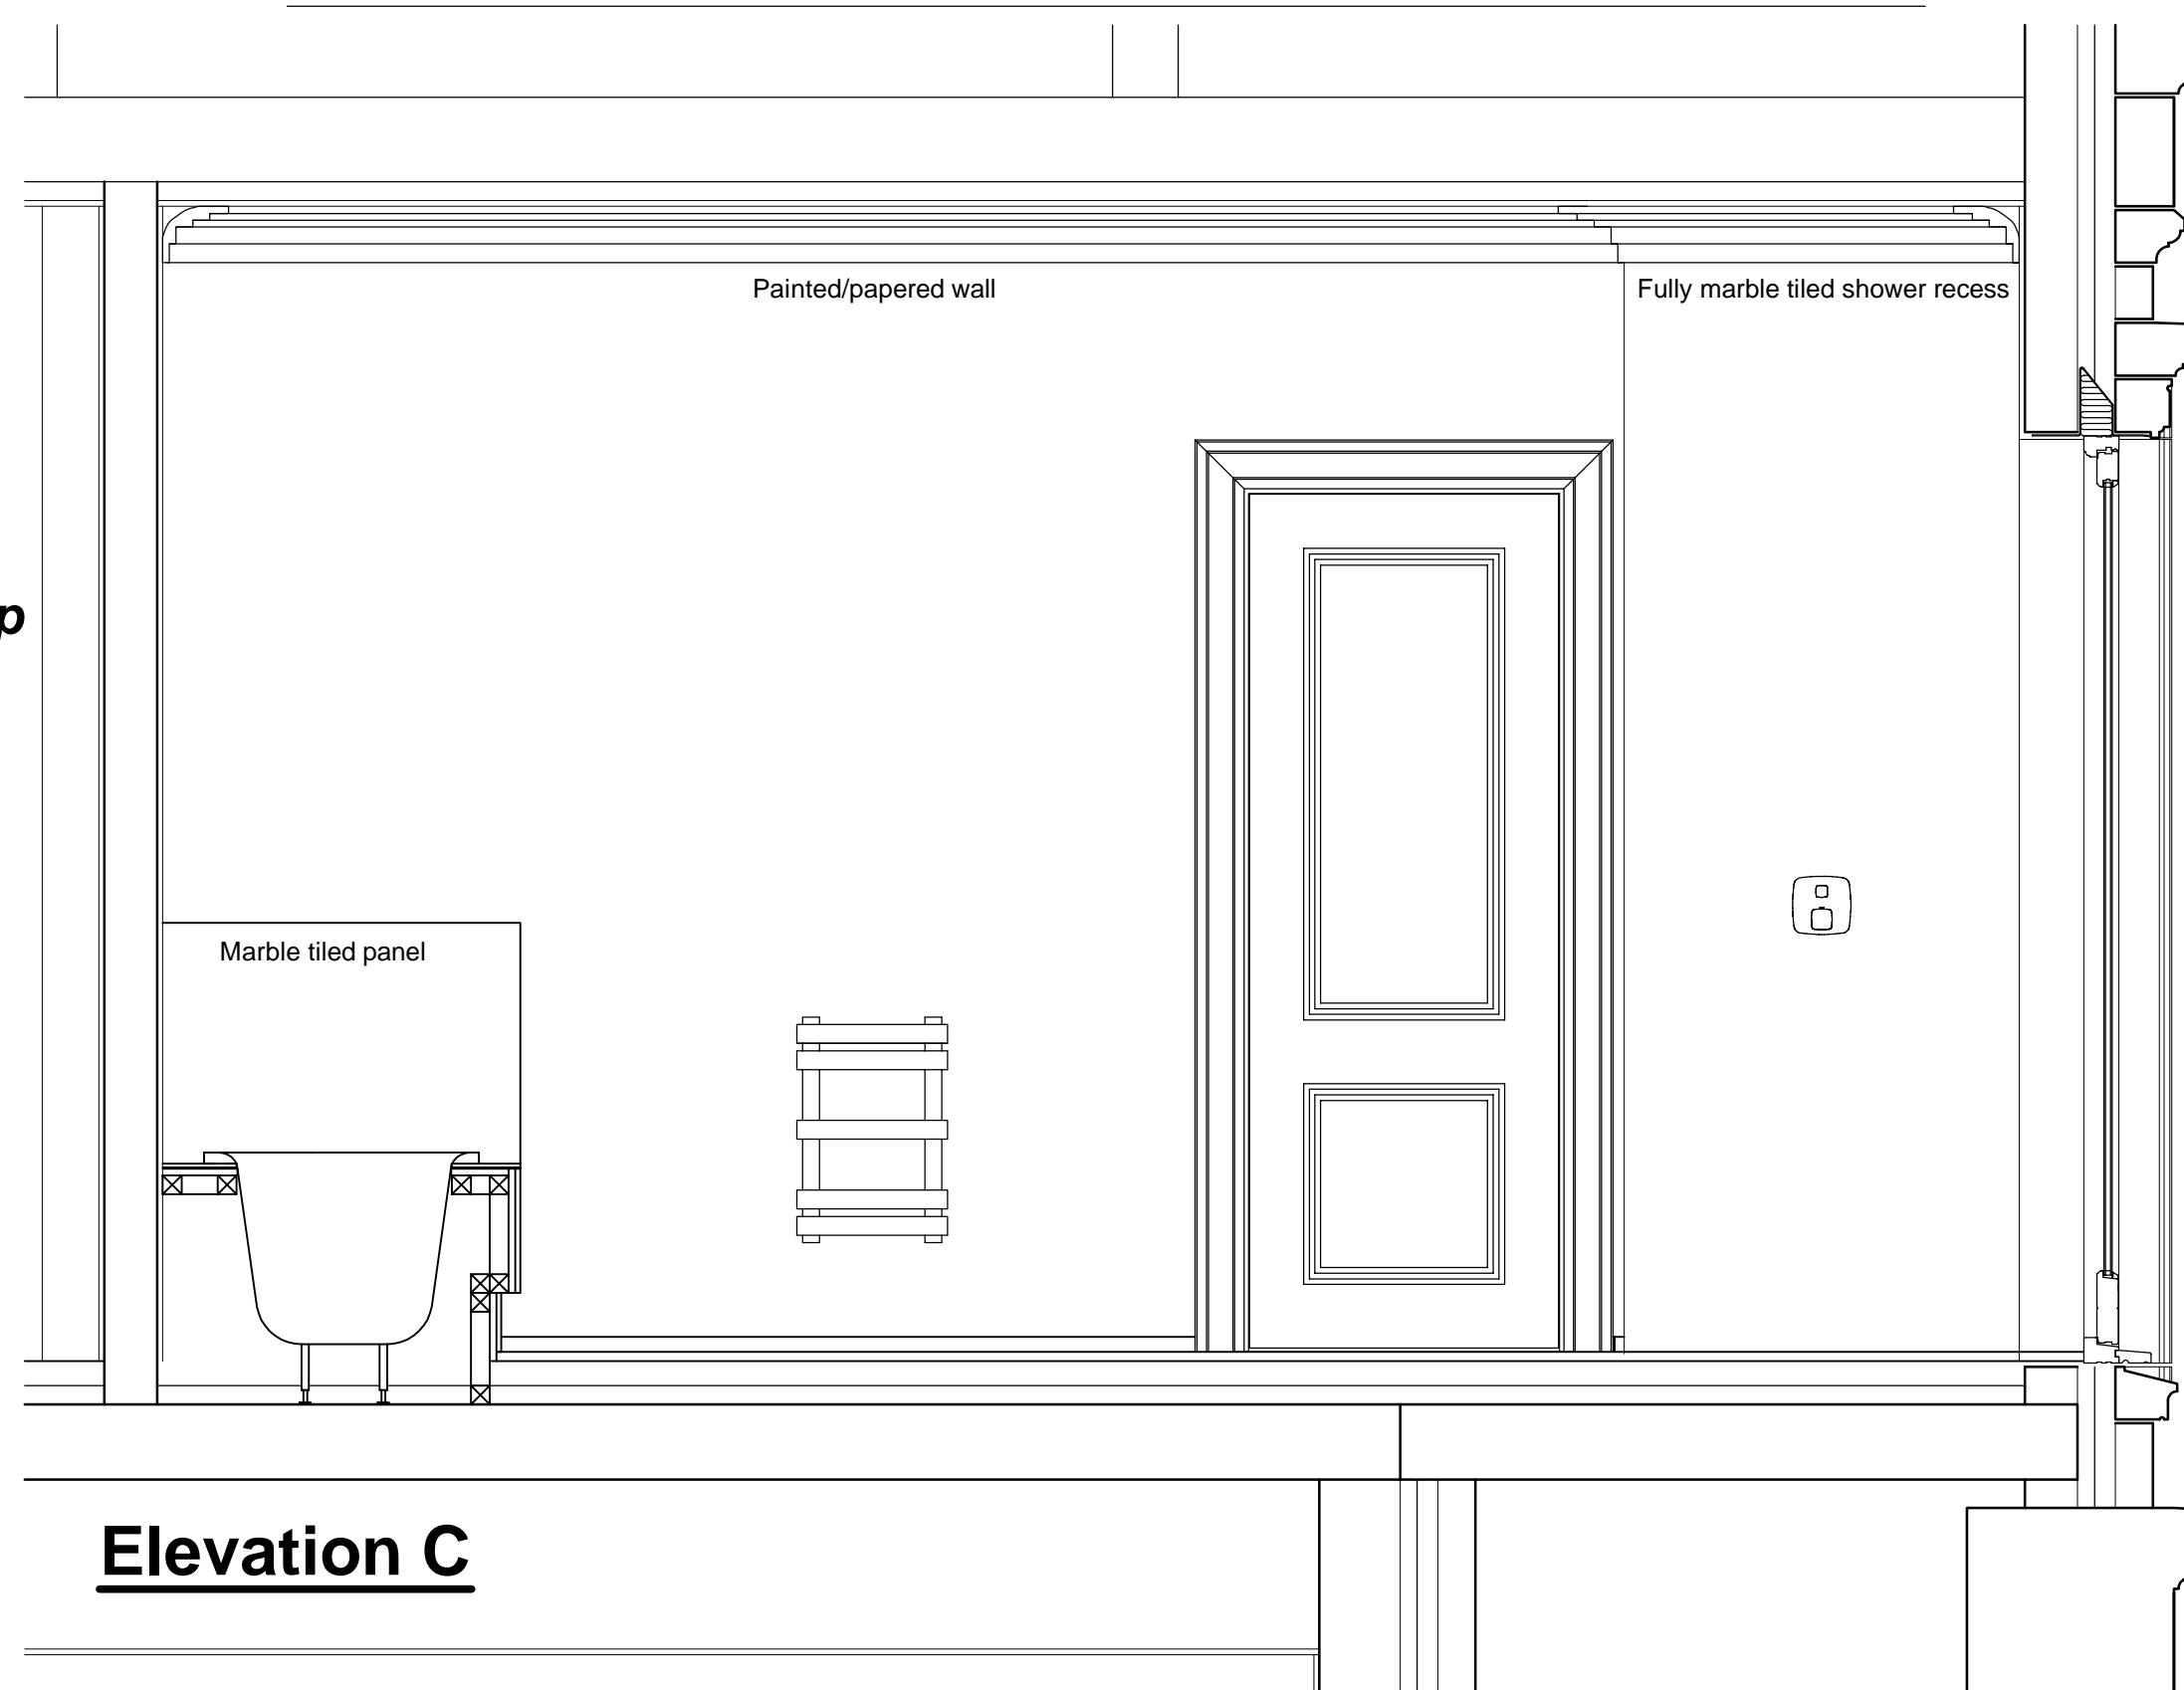 Painted/papered wall
Fully marble tiled shower recess
p
Marble tiled panel
Elevation C